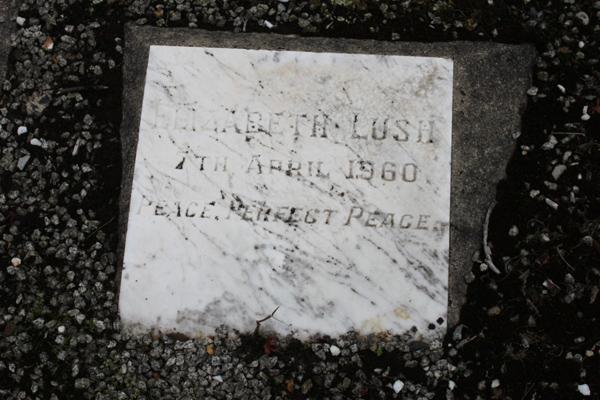 ELIZABETH LUSH
7TH APRIL 1960
PEACE. PERFECT PEACE.